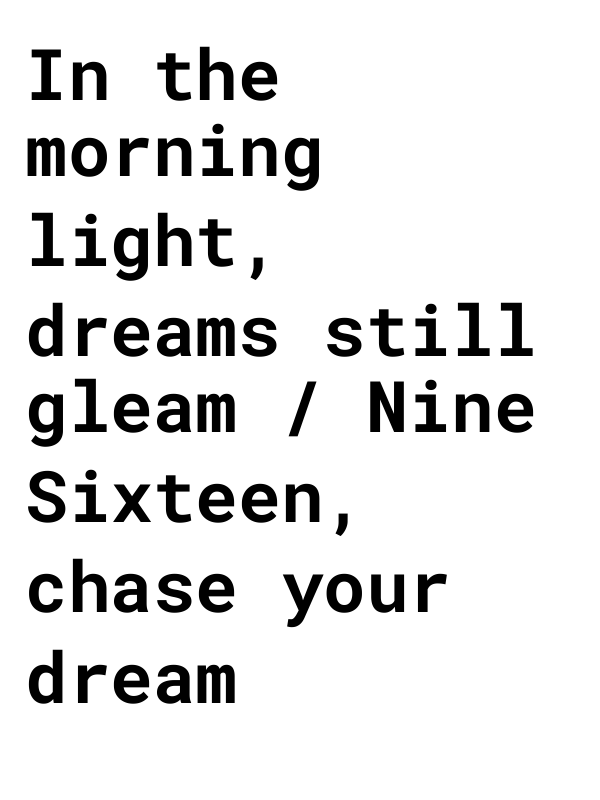 In the
morning
light,
dreams still
gleam / Nine
Sixteen,
chase your
dream